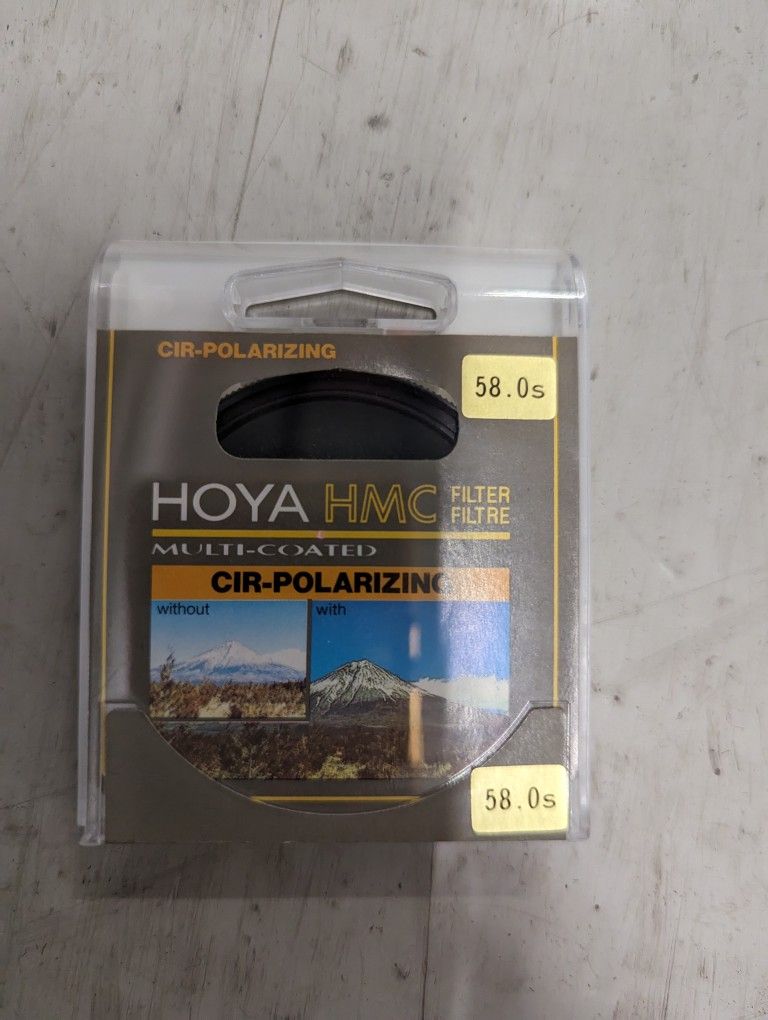 CIR-POLARIZING
58.0s
HOYA HMC FILTER
FILTRE
MULTI-COATED
CIR-POLARIZING
without with
58.0s